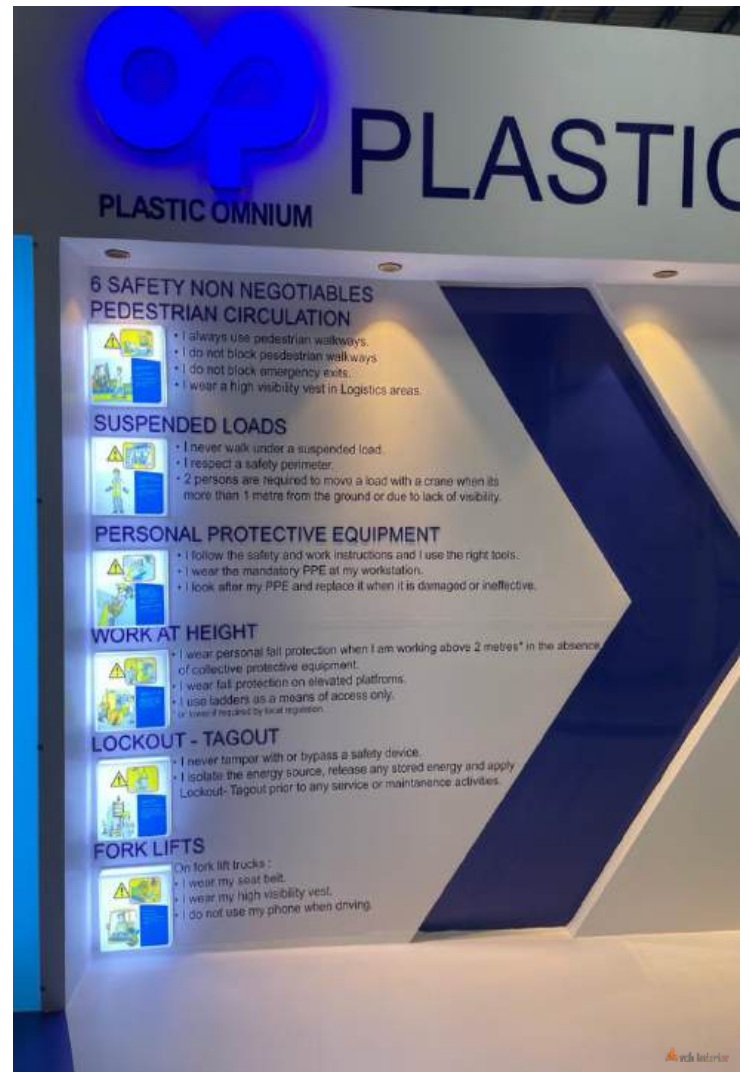 PLASTIC OMNIUM
PLASTIC
6 SAFETY NON NEGOTIABLES
PEDESTRIAN CIRCULATION
• I always use pedestrian walkways.
• I do not block pesdestrian walkways
• I do not block emergency exits.
• I wear a high visibility vest in Logistics areas.
SUSPENDED LOADS
• I never walk under a suspended load.
• I respect a safety perimeter.
• 2 persons are required to move a load with a crane when its
more than 1 metre from the ground or due to lack of visibility.
PERSONAL PROTECTIVE EQUIPMENT
• I follow the safety and work instructions and I use the right tools.
• I wear the mandatory PPE at my workstation.
• I look after my PPE and replace it when it is damaged or ineffective.
WORK AT HEIGHT
• I wear personal fall protection when I am working above 2 metres* in the absence
of collective protective equipment.
• I wear fall protection on elevated platfroms.
• I use ladders as a means of access only.
* or lower if required by local regulation.
LOCKOUT - TAGOUT
• I never tampor with or bypass a safety device.
• I isolate the energy source, release any stored energy and apply
Lockout- Tagout prior to any service or maintanence activities.
FORK LIFTS
On fork lift trucks :
• I wear my seat belt.
• I wear my high visibility vest.
• I do not use my phone when driving.